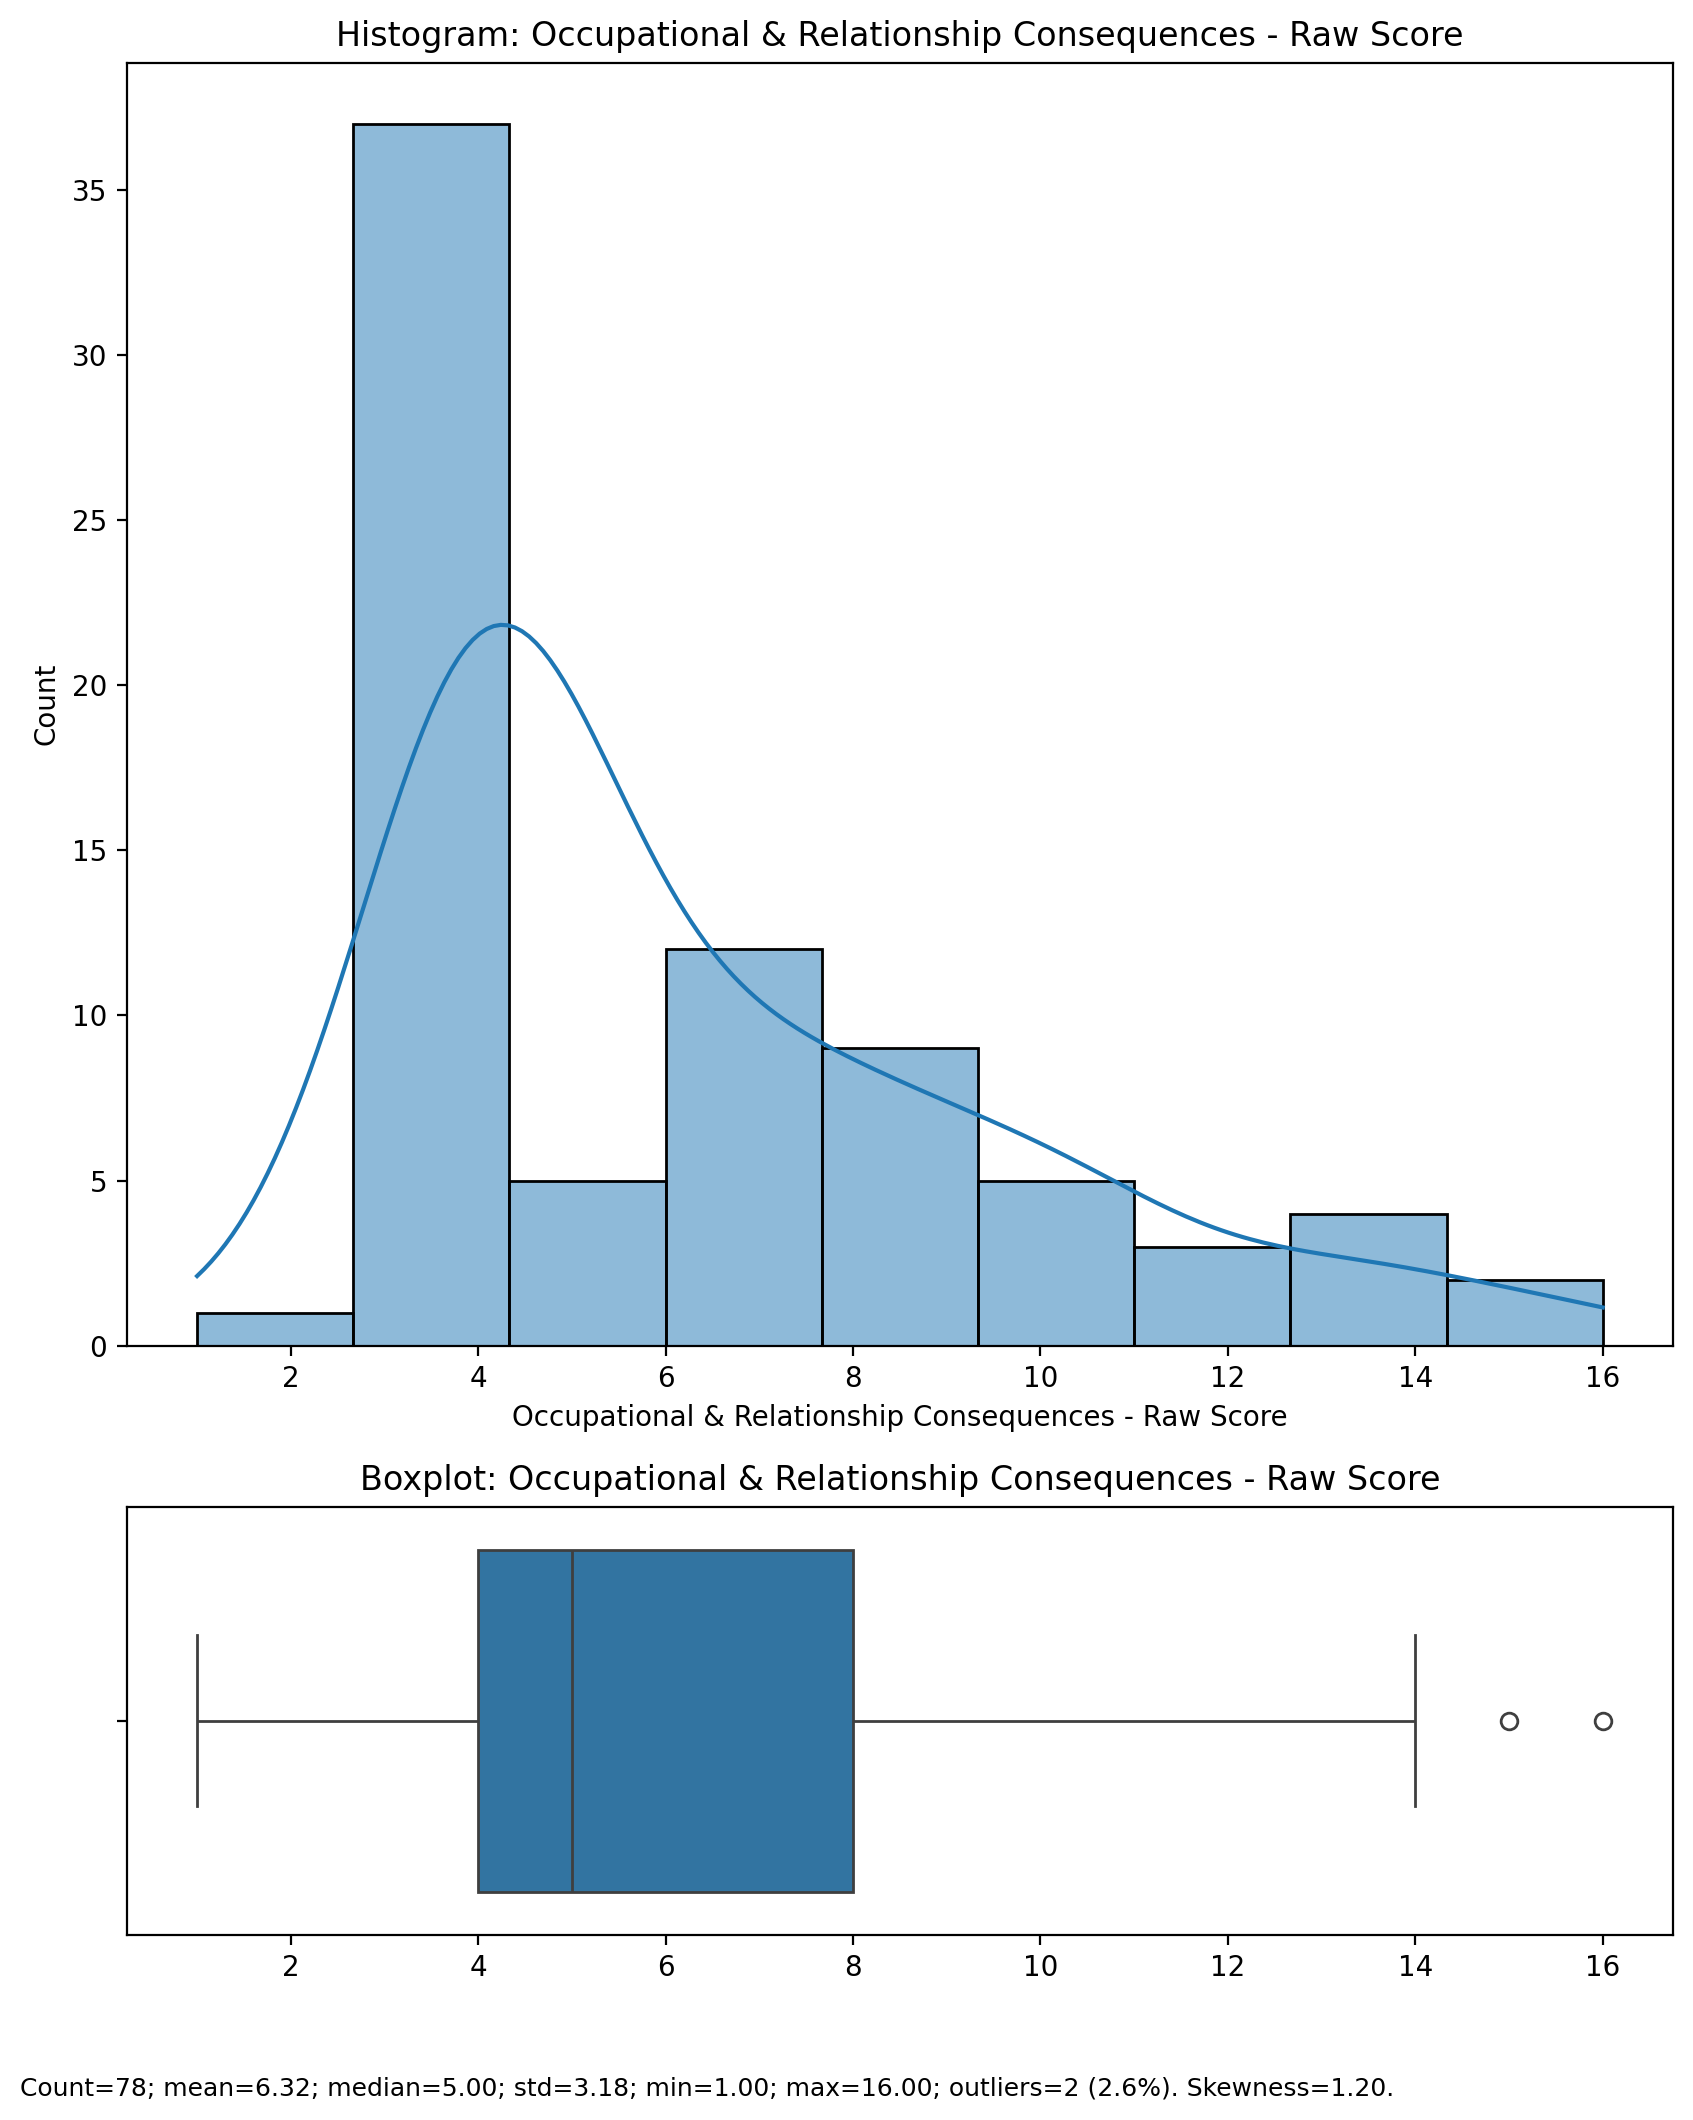 Histogram: Occupational & Relationship Consequences - Raw Score
35
30
25
20
15
10
5
0
Count
2 4 6 8 10 12 14 16
Occupational & Relationship Consequences - Raw Score
Boxplot: Occupational & Relationship Consequences - Raw Score
2 4 6 8 10 12 14 16
Count=78; mean=6.32; median=5.00; std=3.18; min=1.00; max=16.00; outliers=2 (2.6%). Skewness=1.20.